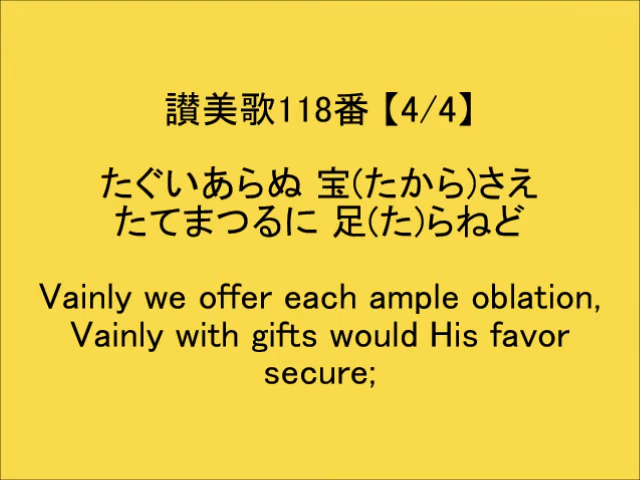 讃美歌118番【4/4】
たぐいあらぬ 宝(たから)さえ
たてまつるに 足(た)らねど
Vainly we offer each ample oblation,
Vainly with gifts would His favor
secure;